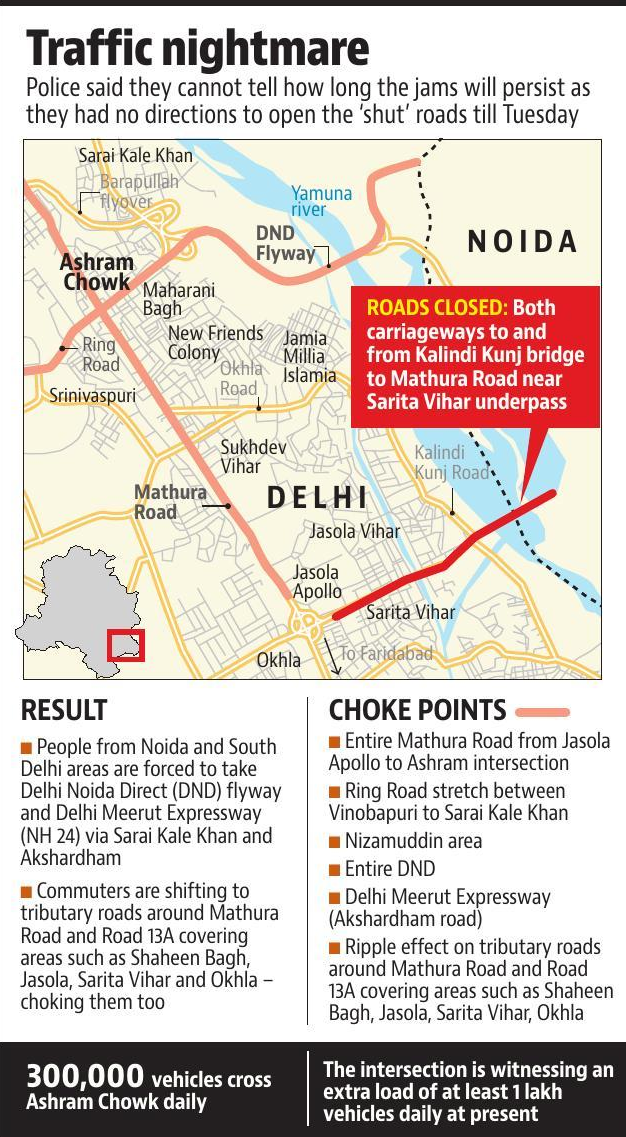 Traffic nightmare
Police said they cannot tell how long the jams will persist as
they had no directions to open the ‘shut’ roads till Tuesday
Sarai Kale Khan
Barapullah
flyover
Yamuna
river
DND
Flyway
NOIDA
Ashram
Chowk
Maharani
Bagh
ROADS CLOSED: Both
carriageways to and
from Kalindi Kunj bridge
to Mathura Road near
Sarita Vihar underpass
New Friends
Colony
Jamia
Millia
Islamia
Ring
Road
Okhla
Road
Srinivaspuri
Sukhdev
Vihar
Kalindi
Kunj Road
Mathura
Road
DELHI
Jasola Vihar
Jasola
Apollo
Sarita Vihar
Okhla
To Faridabad
RESULT
■ People from Noida and South
Delhi areas are forced to take
Delhi Noida Direct (DND) flyway
and Delhi Meerut Expressway
(NH 24) via Sarai Kale Khan and
Akshardham
■ Commuters are shifting to
tributary roads around Mathura
Road and Road 13A covering
areas such as Shaheen Bagh,
Jasola, Sarita Vihar and Okhla –
choking them too
CHOKE POINTS
■ Entire Mathura Road from Jasola
Apollo to Ashram intersection
■ Ring Road stretch between
Vinobapuri to Sarai Kale Khan
■ Nizamuddin area
■ Entire DND
■ Delhi Meerut Expressway
(Akshardham road)
■ Ripple effect on tributary roads
around Mathura Road and Road
13A covering areas such as Shaheen
Bagh, Jasola, Sarita Vihar, Okhla
300,000 vehicles cross
Ashram Chowk daily
The intersection is witnessing an
extra load of at least 1 lakh
vehicles daily at present